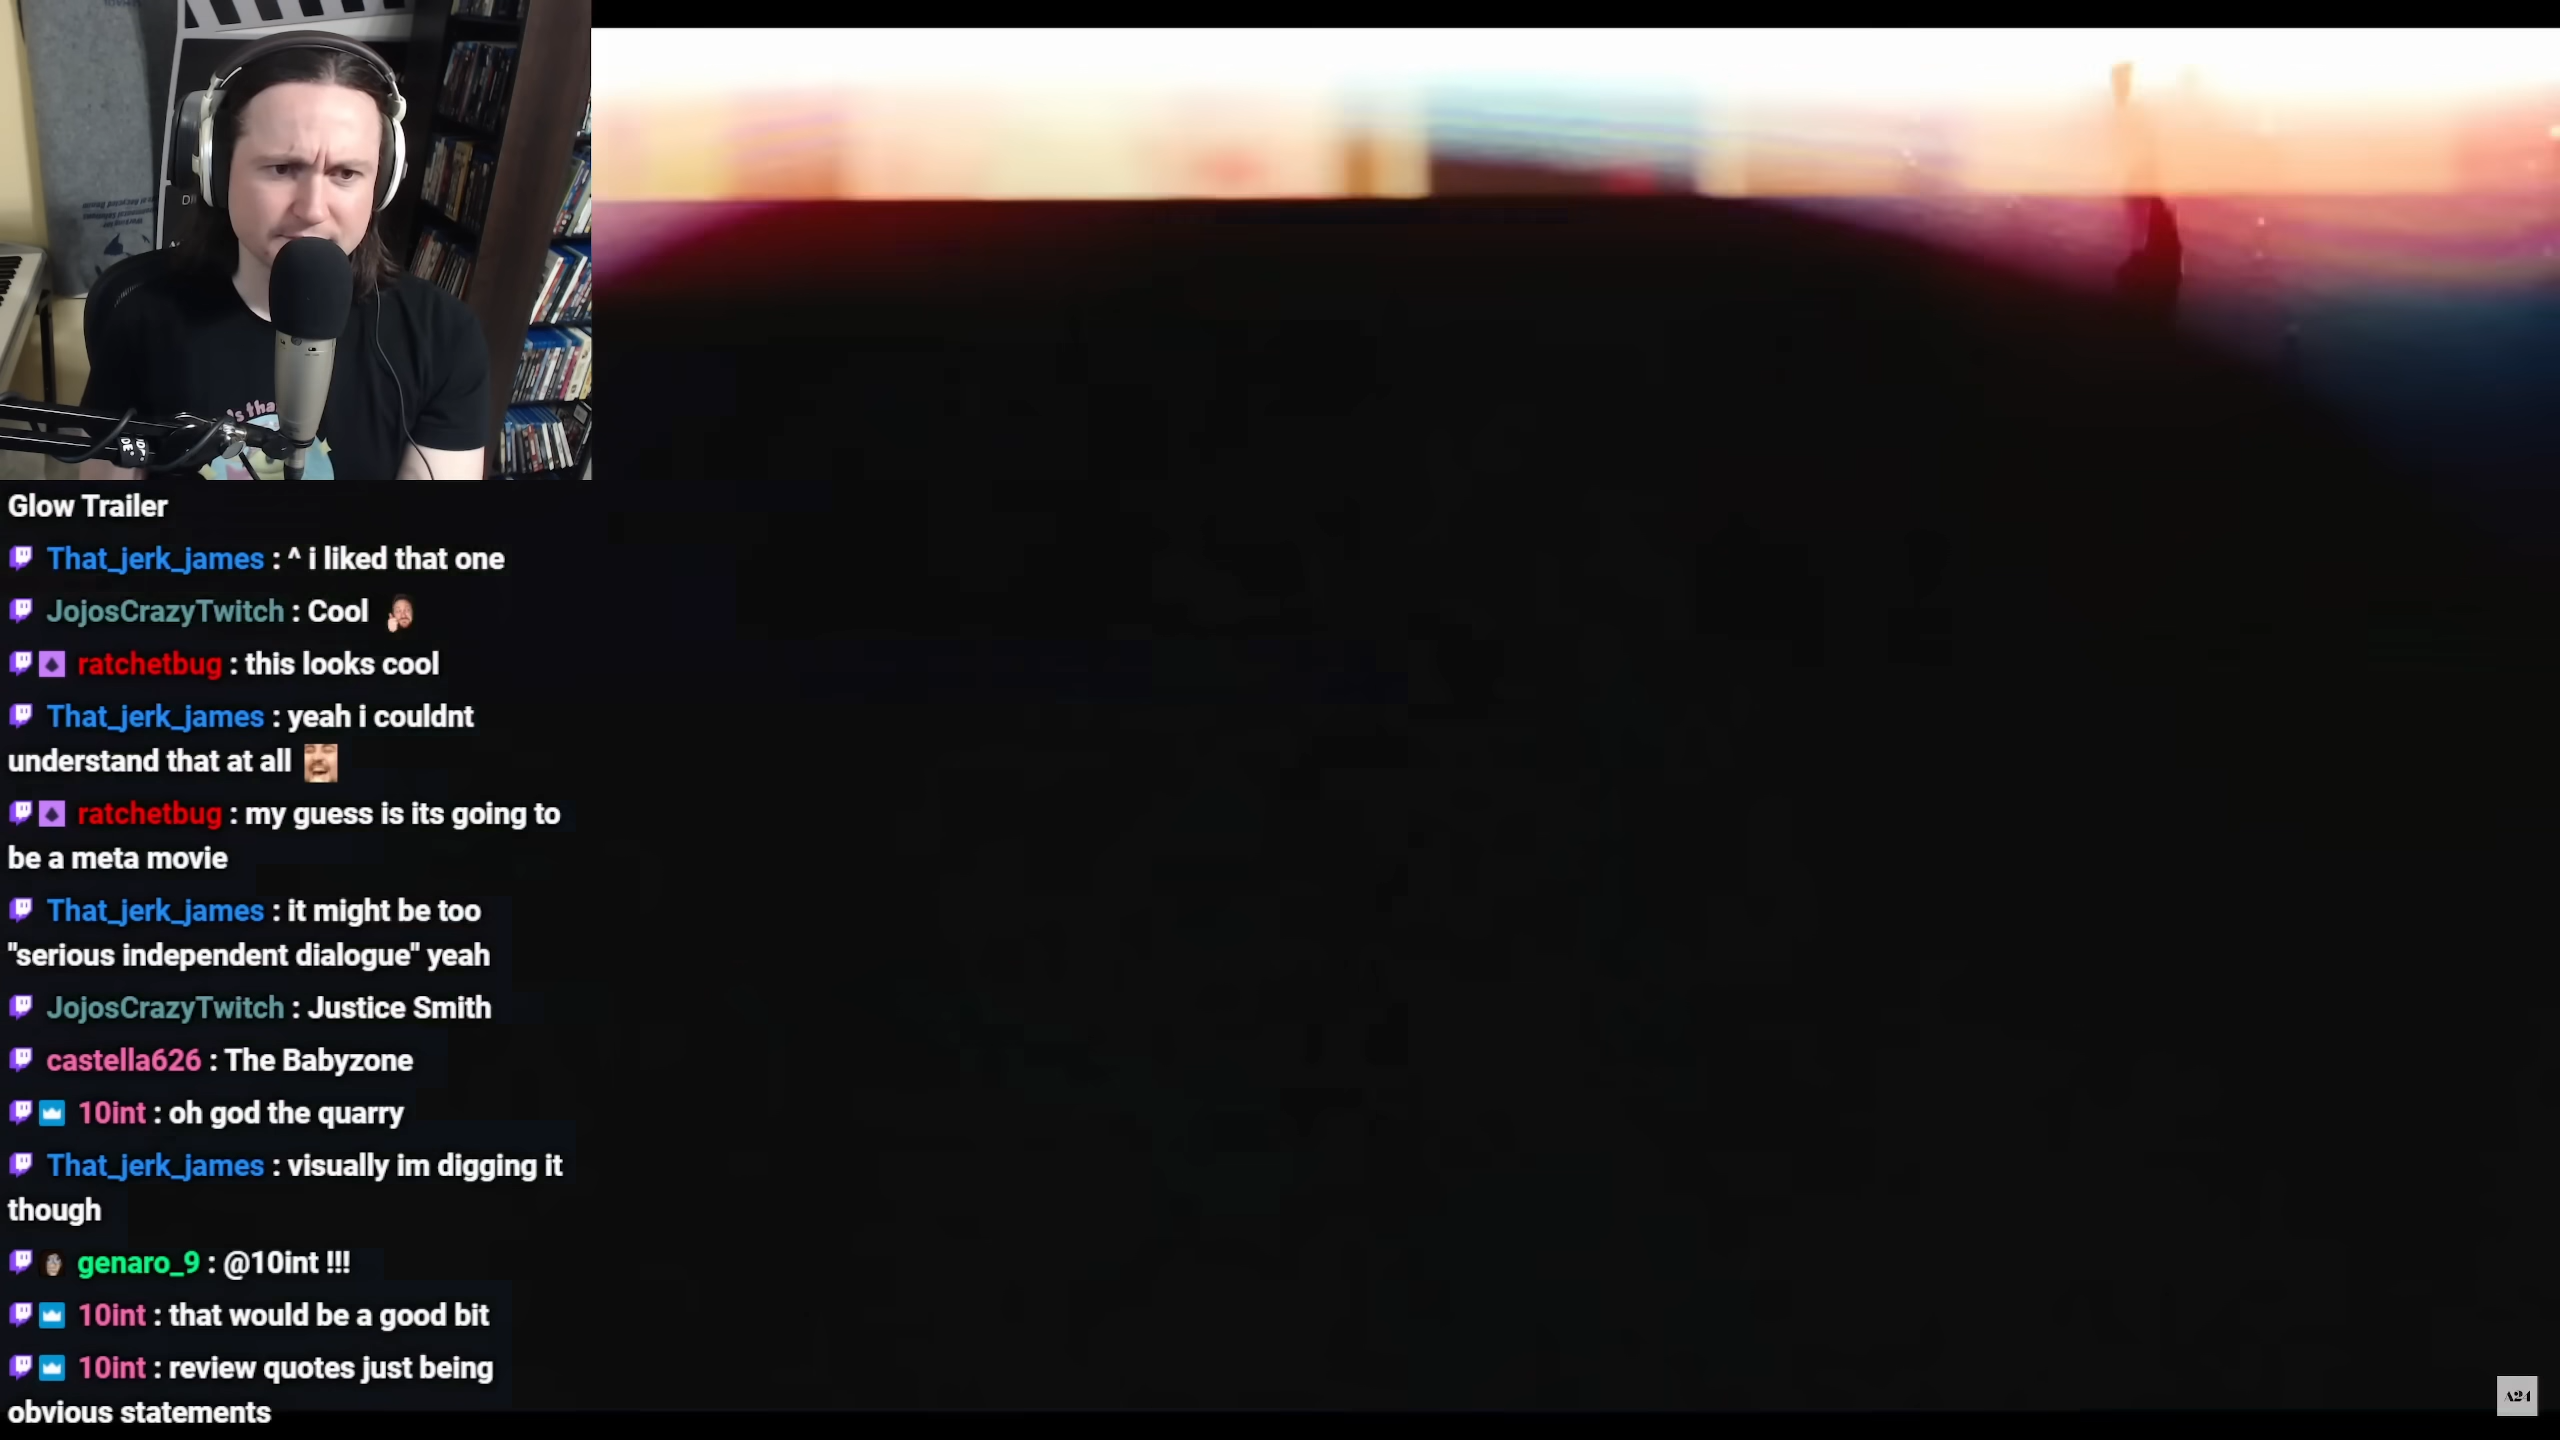 Glow Trailer
That_jerk_james : ^ i liked that one
JojosCrazyTwitch : Cool
ratchetbug : this looks cool
That_jerk_james : yeah i couldnt
understand that at all
ratchetbug : my guess is its going to
be a meta movie
That_jerk_james : it might be too
"serious independent dialogue" yeah
JojosCrazyTwitch : Justice Smith
castella626 : The Babyzone
10int : oh god the quarry
That_jerk_james : visually im digging it
though
genaro_9 : @10int !!!
10int : that would be a good bit
10int : review quotes just being
obvious statements
A24